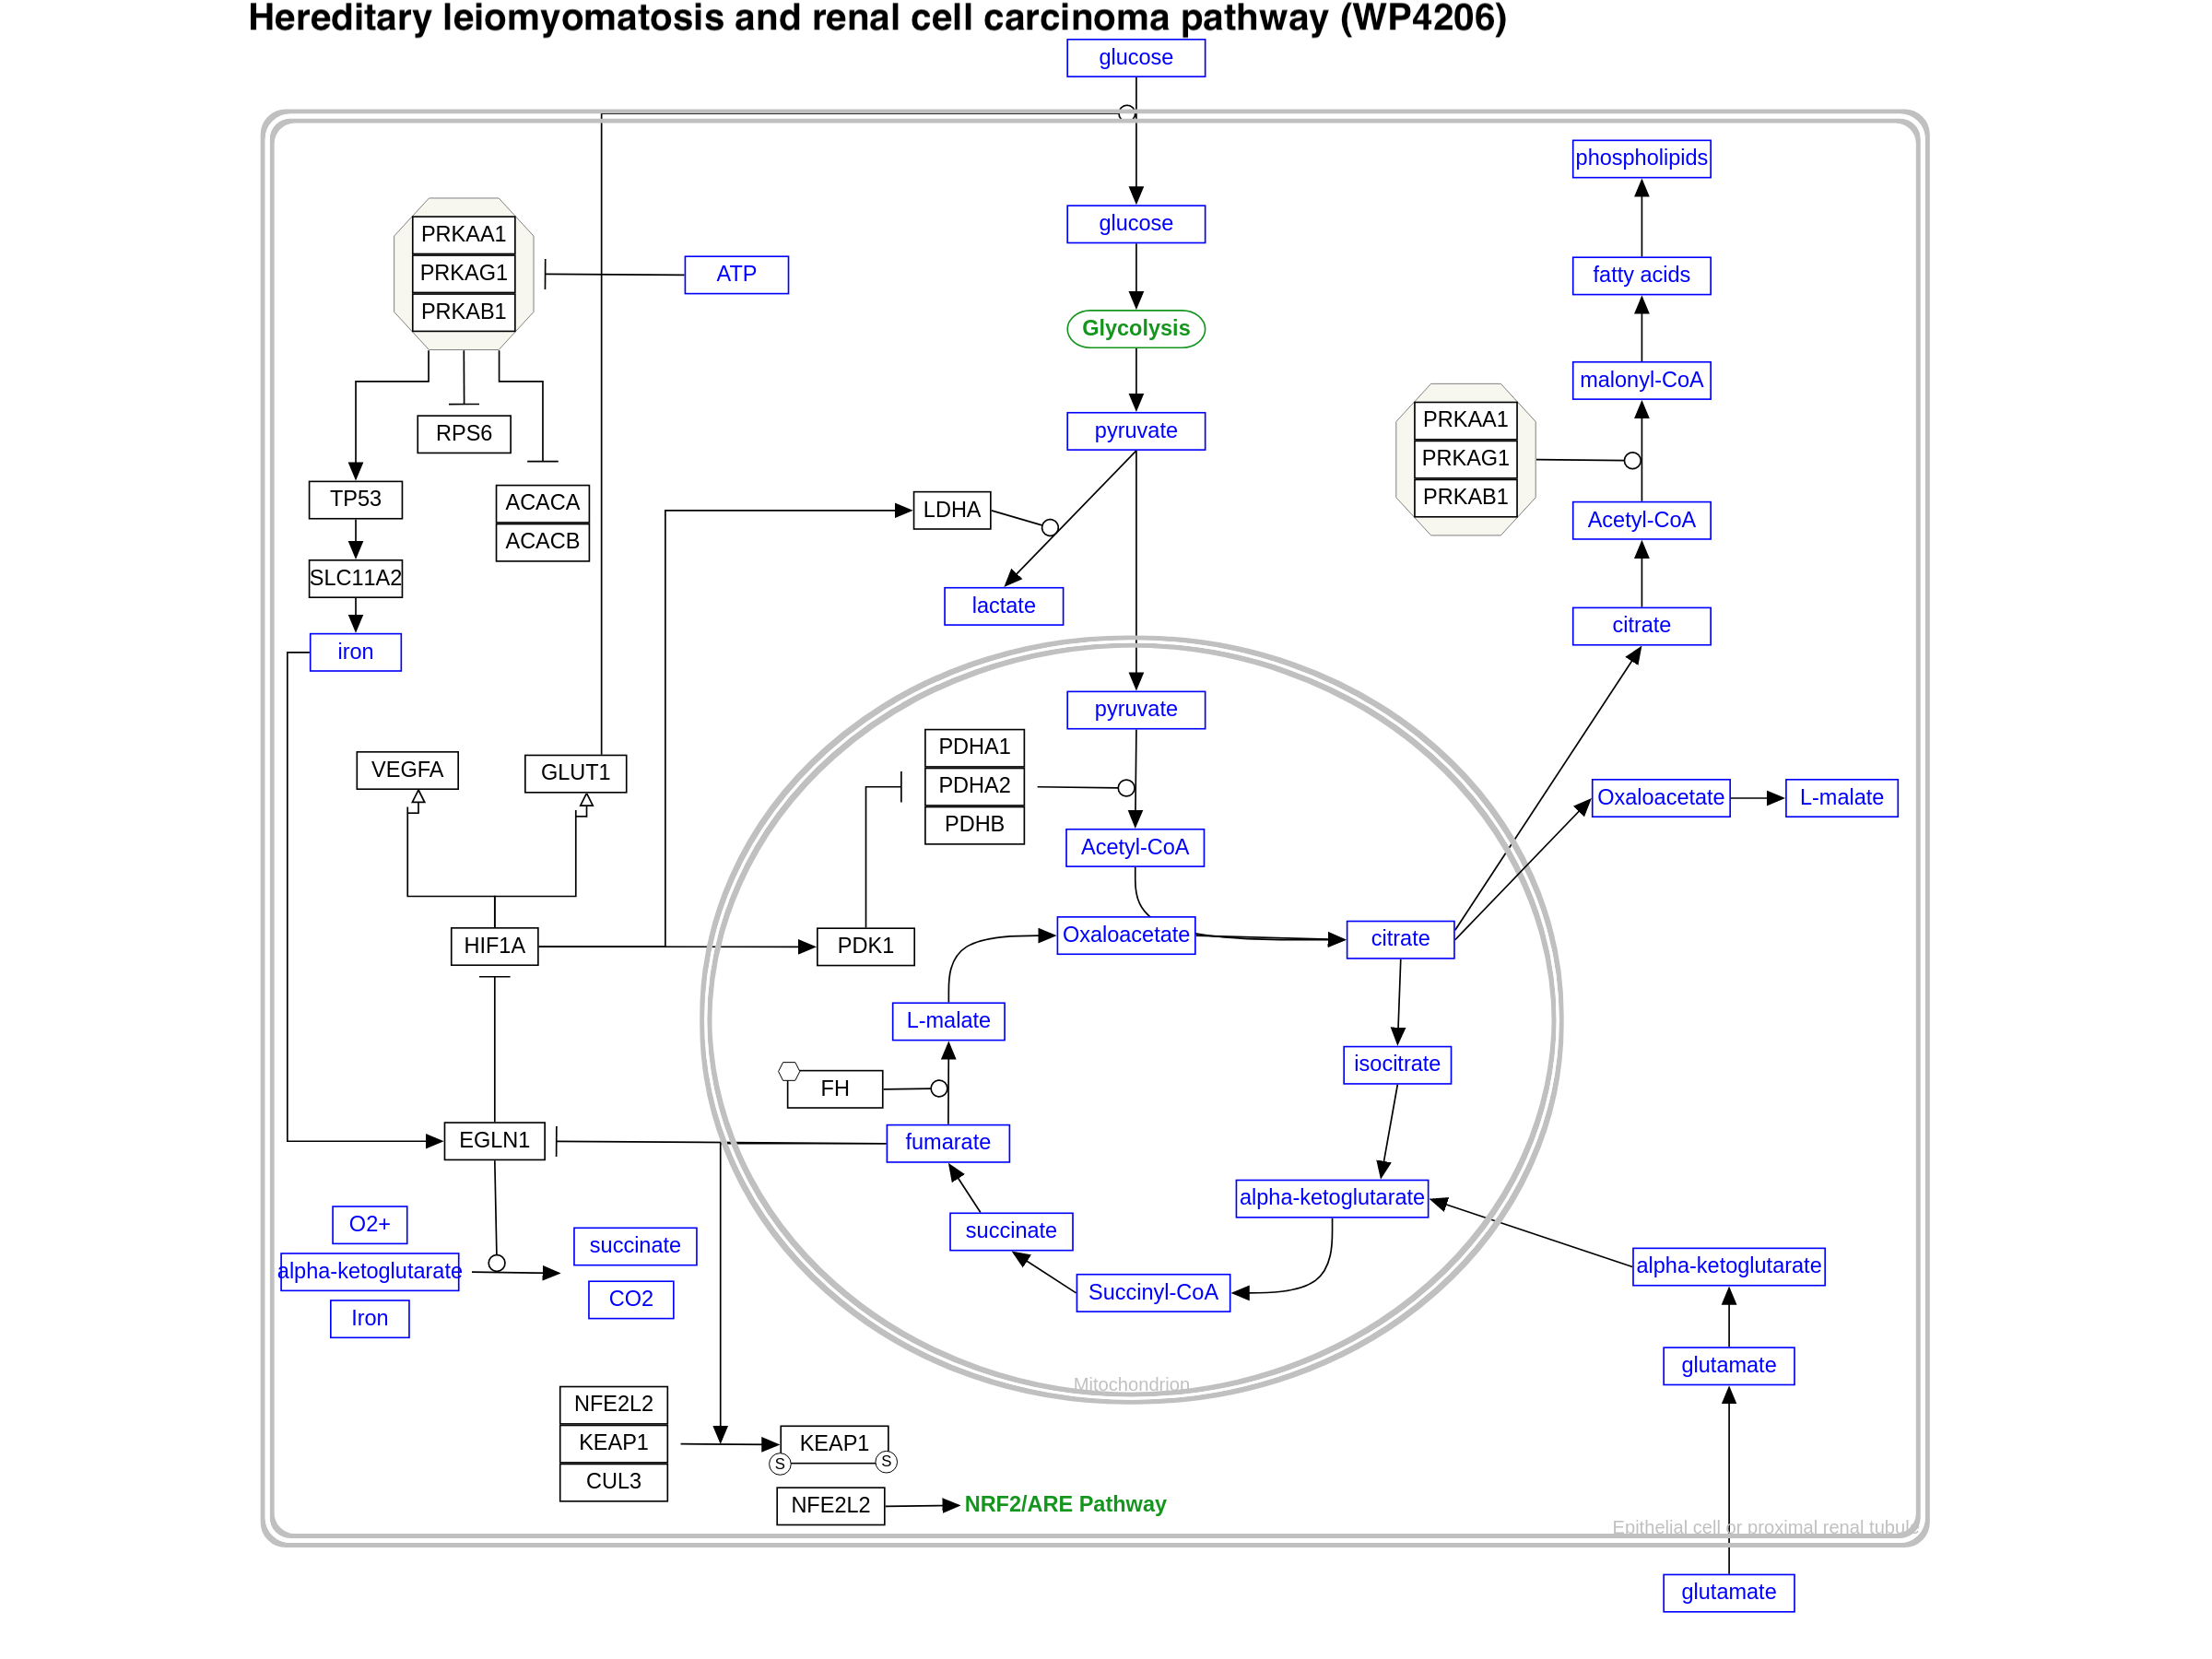 Hereditary leiomyomatosis and renal cell carcinoma pathway (WP4206)
glucose
phospholipids
PRKAA1
PRKAG1
PRKAB1
ATP
glucose
fatty acids
Glycolysis
malonyl-CoA
RPS6
pyruvate
PRKAA1
PRKAG1
PRKAB1
TP53
ACACA
ACACB
LDHA
Acetyl-CoA
SLC11A2
lactate
citrate
iron
pyruvate
VEGFA
GLUT1
PDHA1
PDHA2
PDHB
Oxaloacetate
L-malate
Acetyl-CoA
HIF1A
PDK1
Oxaloacetate
citrate
L-malate
isocitrate
FH
EGLN1
fumarate
alpha-ketoglutarate
O2+
succinate
succinate
alpha-ketoglutarate
alpha-ketoglutarate
Succinyl-CoA
CO2
Iron
glutamate
Mitochondrion
NFE2L2
KEAP1
CUL3
KEAP1
S
S
NFE2L2
NRF2/ARE Pathway
Epithelial cell or proximal renal tubule
glutamate